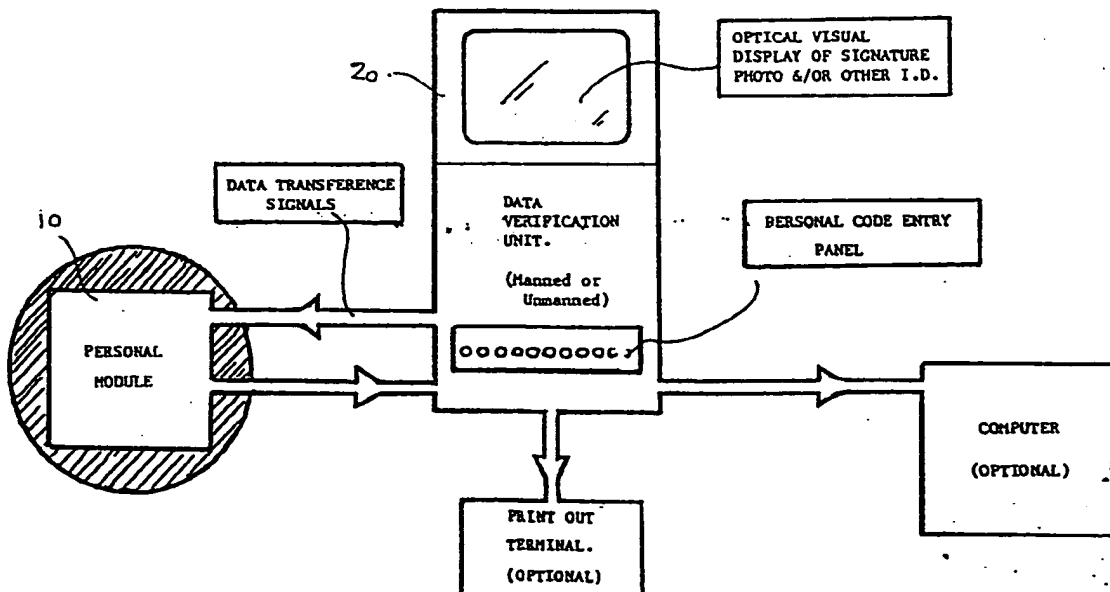 20
OPTICAL VISUAL
DISPLAY OF SIGNATURE
PHOTO &/OR OTHER I.D.
DATA TRANSFERENCE
SIGNALS
10
DATA
VERIFICATION
UNIT.
(Manned or
Unmanned)
BERSONAL CODE ENTRY
PANEL
PERSONAL
MODULE
COMPUTER
(OPTIONAL)
PRINT OUT
TERMINAL.
(OPTIONAL)